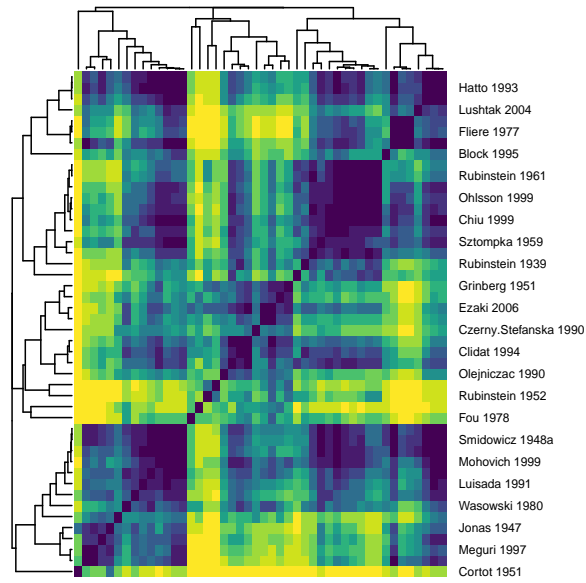 Hatto 1993
Lushtak 2004
Fliere 1977
Block 1995
Rubinstein 1961
Ohlsson 1999
Chiu 1999
Sztompka 1959
Rubinstein 1939
Grinberg 1951
Ezaki 2006
Czerny.Stefanska 1990
Clidat 1994
Olejniczac 1990
Rubinstein 1952
Fou 1978
Smidowicz 1948a
Mohovich 1999
Luisada 1991
Wasowski 1980
Jonas 1947
Meguri 1997
Cortot 1951